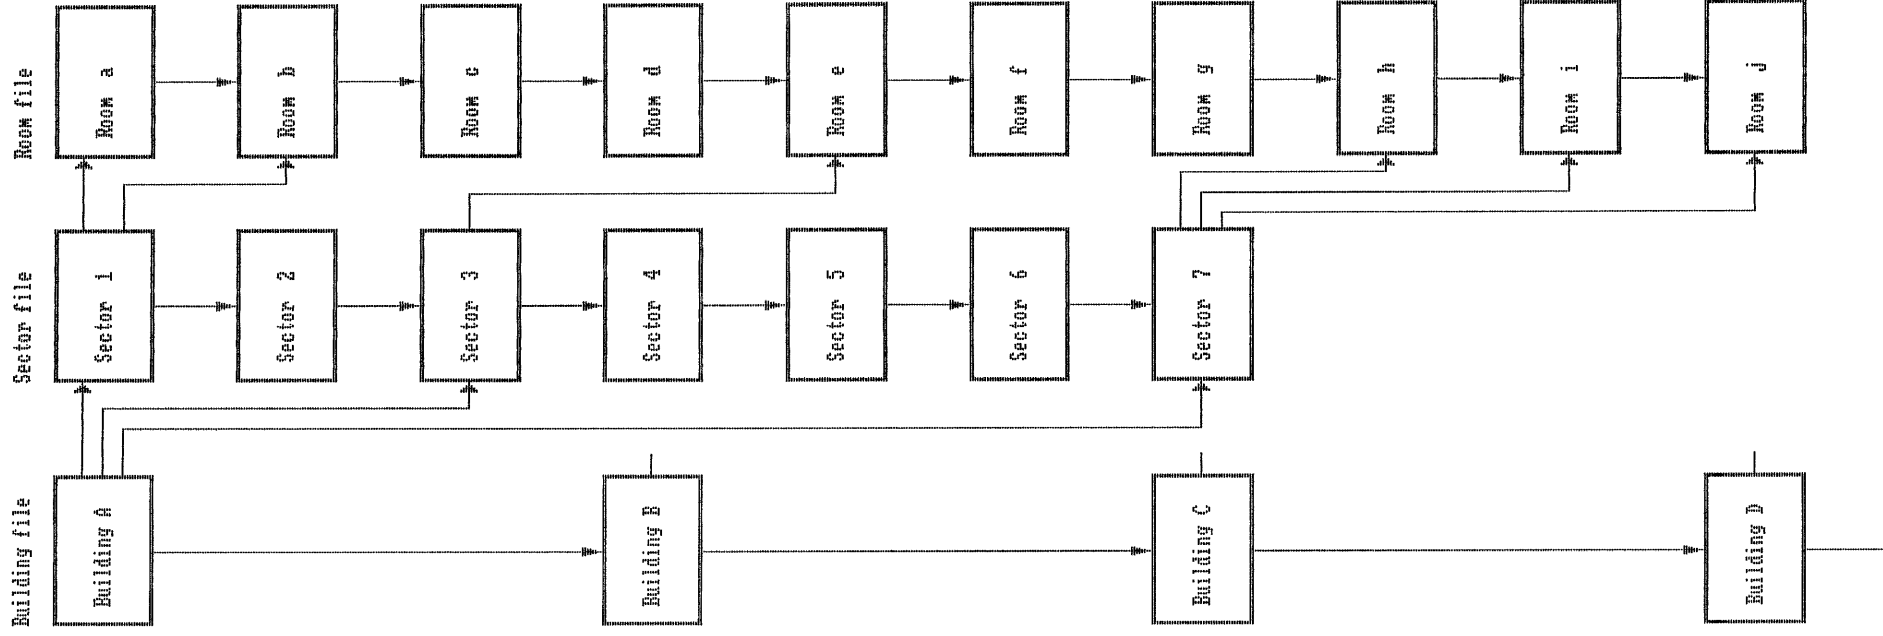 Building file
Sector file
Room file
Building A
Sector 1
Room a
Sector 2
Room b
Sector 3
Room c
Building B
Sector 4
Room d
Sector 5
Room e
Sector 6
Room f
Building C
Sector 7
Room g
Room h
Room i
Building D
Room j